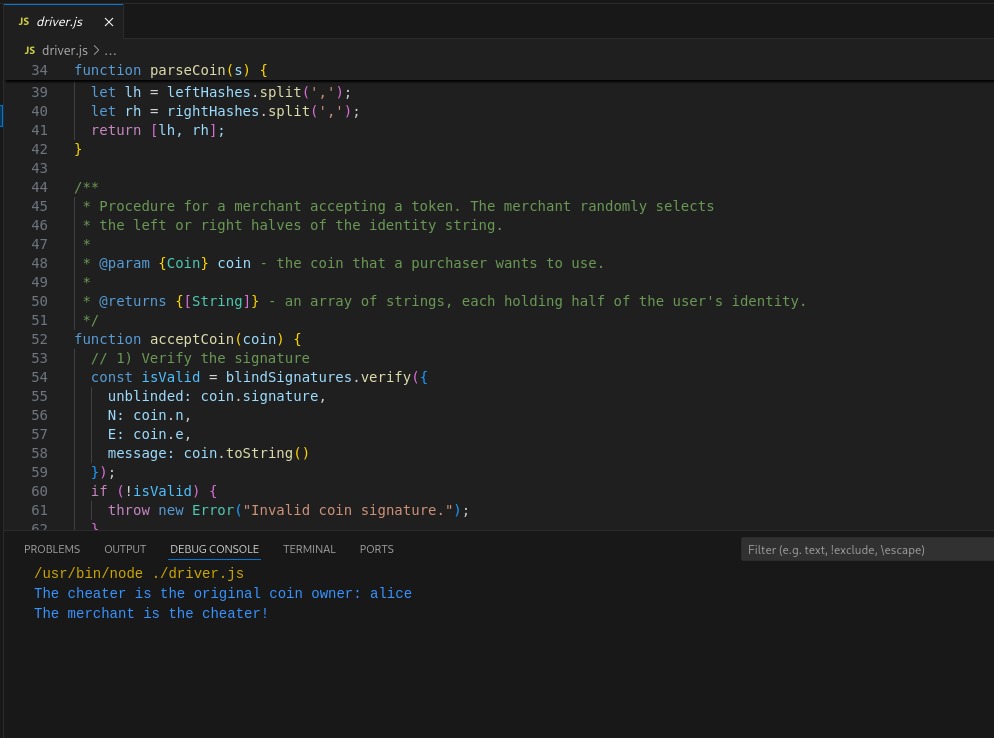 JS driver.js ×
JS driver.js > ...
34 function parseCoin(s) {
39 let lh = leftHashes.split(',');
40 let rh = rightHashes.split(',');
41 return [lh, rh];
42 }
43
44 /**
45 * Procedure for a merchant accepting a token. The merchant randomly selects
46 * the left or right halves of the identity string.
47 *
48 * @param {Coin} coin - the coin that a purchaser wants to use.
49 *
50 * @returns {[String]} - an array of strings, each holding half of the user's identity.
51 */
52 function acceptCoin(coin) {
53 // 1) Verify the signature
54 const isValid = blindSignatures.verify({
55 unblinded: coin.signature,
56 N: coin.n,
57 E: coin.e,
58 message: coin.toString()
59 });
60 if (!isValid) {
61 throw new Error("Invalid coin signature.");
62 }
PROBLEMS OUTPUT DEBUG CONSOLE TERMINAL PORTS Filter (e.g. text, !exclude, \escape)
/usr/bin/node ./driver.js
The cheater is the original coin owner: alice
The merchant is the cheater!